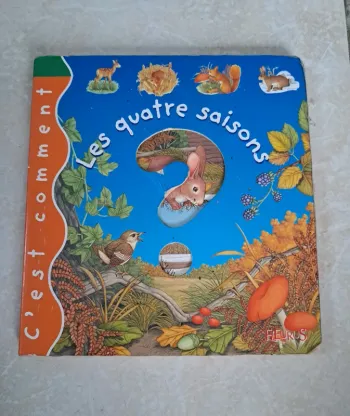 Les quatre saisons
C'est comment
?
FLEURUS